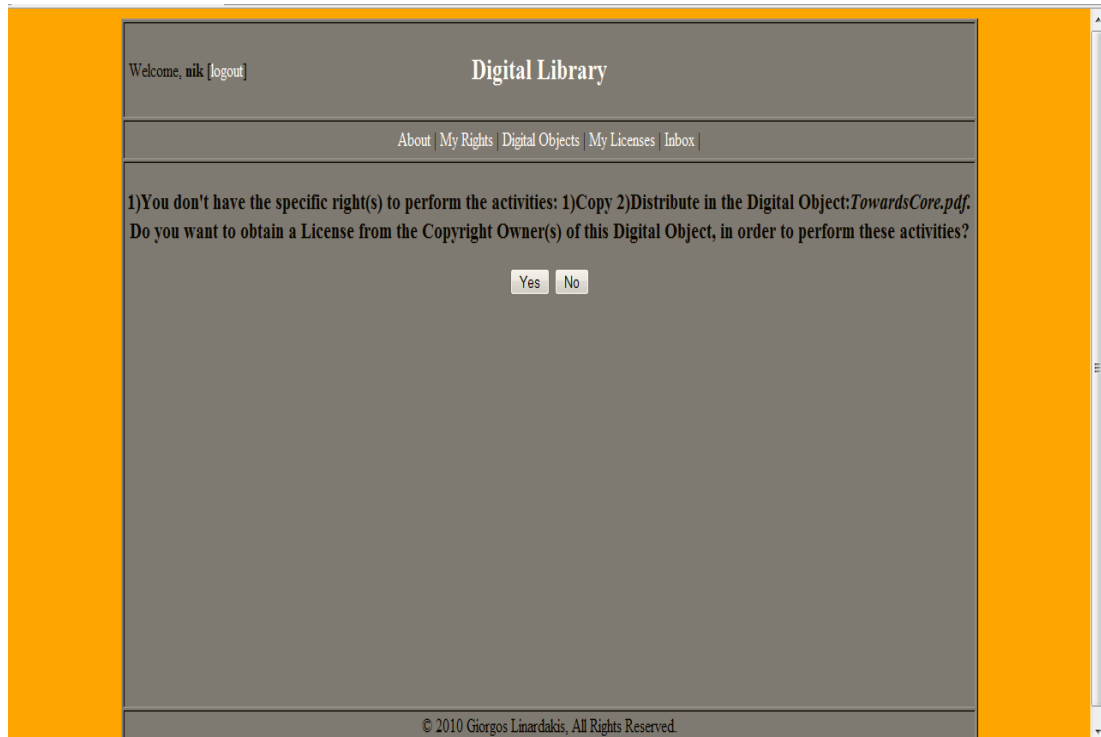 Welcome, nik [logout]
Digital Library
About | My Rights | Digital Objects | My Licenses | Inbox |
1)You don't have the specific right(s) to perform the activities: 1)Copy 2)Distribute in the Digital Object:TowardsCore.pdf.
Do you want to obtain a License from the Copyright Owner(s) of this Digital Object, in order to perform these activities?
Yes No
© 2010 Giorgos Linardakis, All Rights Reserved.